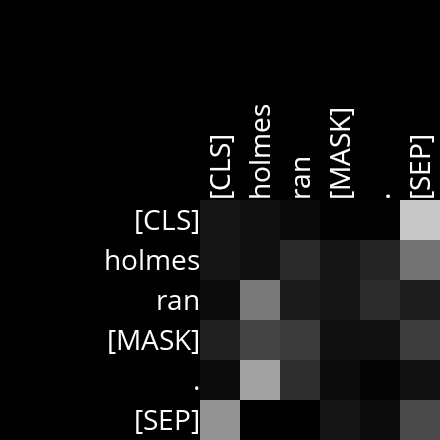 [CLS] holmes ran [MASK] . [SEP]
[CLS]
holmes
ran
[MASK]
.
[SEP]